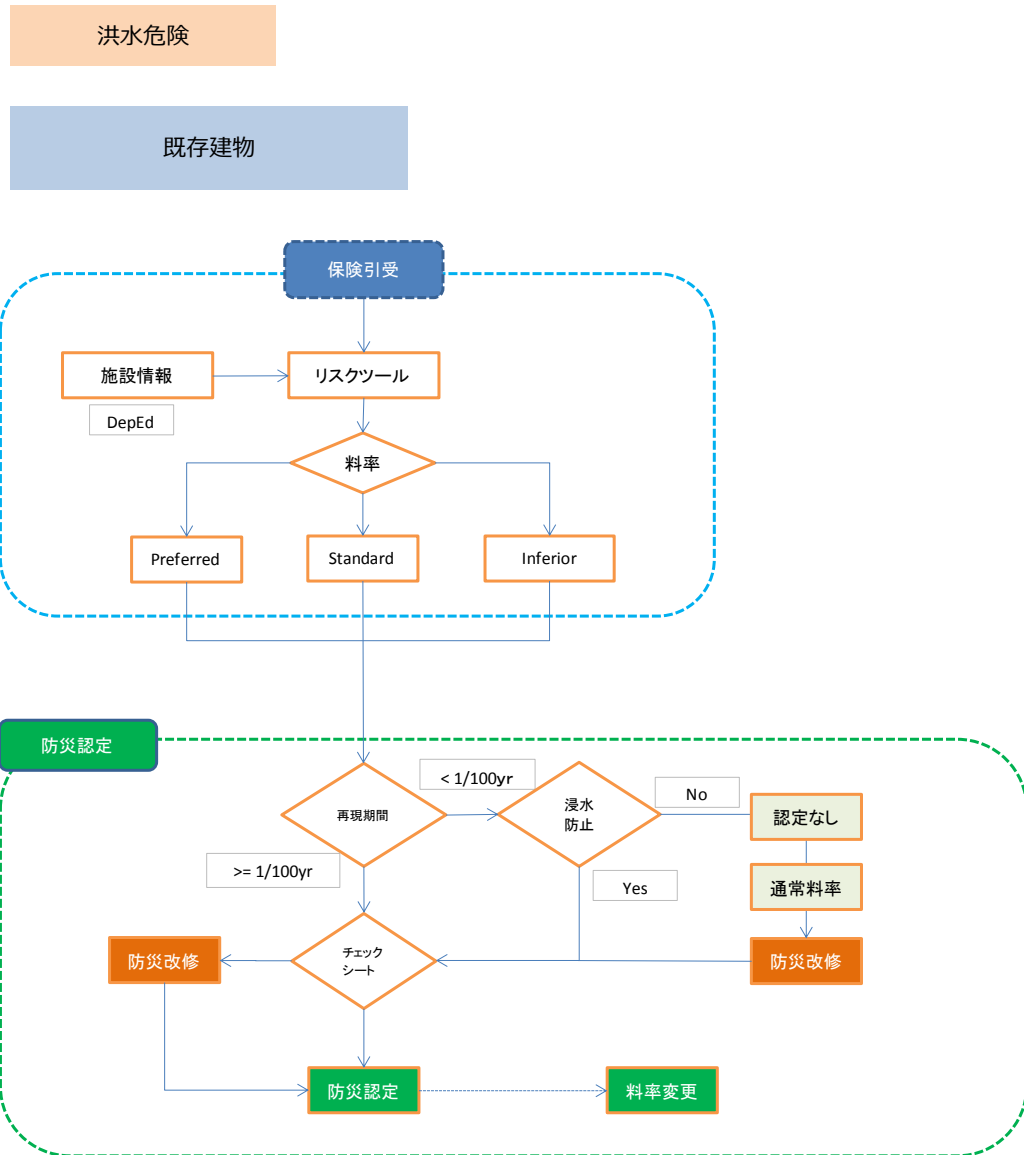 洪水危険
既存建物
保険引受
施設情報
リスクツール
DepEd
料率
Preferred
Standard
Inferior
防災認定
< 1/100yr
No
再現期間
浸水
防止
認定なし
>= 1/100yr
Yes
通常料率
防災改修
チェック
シート
防災改修
防災認定
料率変更